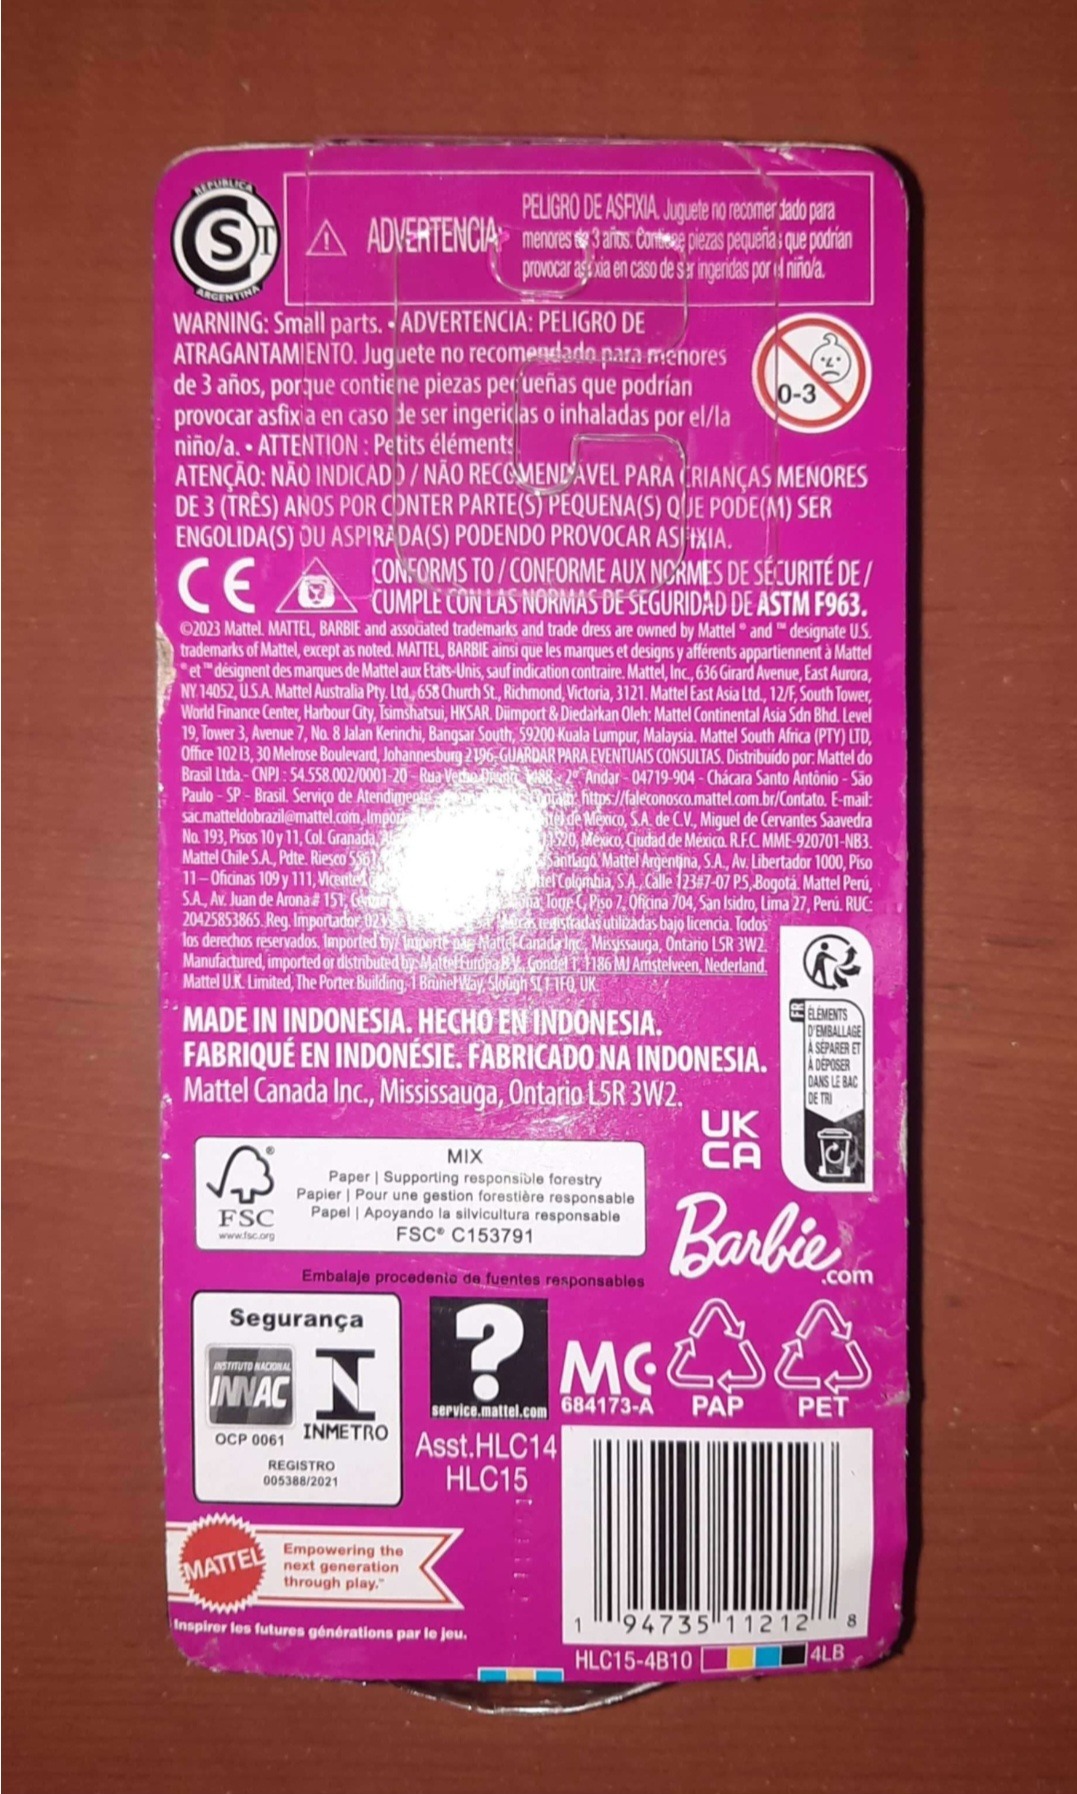 REPUBLICA
S T
ARGENTINA
ADVERTENCIA:
PELIGRO DE ASFIXIA. Juguete no recomendado para
menores de 3 años. Contiene piezas pequeñas que podrían
provocar asfixia en caso de ser ingeridas por el niño/a.
WARNING: Small parts. • ADVERTENCIA: PELIGRO DE
ATRAGANTAMIENTO. Juguete no recomendado para menores
de 3 años, porque contiene piezas pequeñas que podrían
provocar asfixia en caso de ser ingeridas o inhaladas por el/la
niño/a. • ATTENTION : Petits éléments
0-3
ATENÇÃO: NÃO INDICADO / NÃO RECOMENDÁVEL PARA CRIANÇAS MENORES
DE 3 (TRÊS) ANOS POR CONTER PARTE(S) PEQUENA(S) QUE PODE(M) SER
ENGOLIDA(S) OU ASPIRADA(S) PODENDO PROVOCAR ASFIXIA.
CE
CONFORMS TO / CONFORME AUX NORMES DE SÉCURITÉ DE /
CUMPLE CON LAS NORMAS DE SEGURIDAD DE ASTM F963.
©2023 Mattel. MATTEL, BARBIE and associated trademarks and trade dress are owned by Mattel ® and ™ designate U.S.
trademarks of Mattel, except as noted. MATTEL, BARBIE ainsi que les marques et designs y afférents appartiennent à Mattel
® et ™ désignent des marques de Mattel aux États-Unis, sauf indication contraire. Mattel, Inc., 636 Girard Avenue, East Aurora,
NY 14052, U.S.A. Mattel Australia Pty. Ltd., 658 Church St., Richmond, Victoria, 3121. Mattel East Asia Ltd., 12/F, South Tower,
World Finance Center, Harbour City, Tsimshatsui, HKSAR. Diimport & Diedarkan Oleh: Mattel Continental Asia Sdn Bhd. Level
19, Tower 3, Avenue 7, No. 8 Jalan Kerinchi, Bangsar South, 59200 Kuala Lumpur, Malaysia. Mattel South Africa (PTY) LTD,
Office 102 13, 30 Melrose Boulevard, Johannesburg 2196. GUARDAR PARA EVENTUAIS CONSULTAS. Distribuído por: Mattel do
Brasil Ltda.- CNPJ : 54.558.002/0001-20 - Rua Verbo Divino, 1488 - 2º Andar - 04719-904 - Chácara Santo Antônio - São
Paulo - SP - Brasil. Serviço de Atendimento https://faleconosco.mattel.com.br/Contato. E-mail:
sac.matteldobrazil@mattel.com. de México, S.A. de C.V., Miguel de Cervantes Saavedra
No. 193, Pisos 10 y 11, Col. Granada, 11520, México, Ciudad de México. R.F.C. MME-920701-NB3.
Mattel Chile S.A., Pdte. Riesco Santiago. Mattel Argentina, S.A., Av. Libertador 1000, Piso
11 – Oficinas 109 y 111, Vicente Colombia, S.A., Calle 123#7-07 P.5, Bogotá. Mattel Perú,
S.A., Av. Juan de Arona # 151, Torre C, Piso 7, Oficina 704, San Isidro, Lima 27, Perú. RUC:
20425853865. Reg. Importador: registradas utilizadas bajo licencia. Todos
los derechos reservados. Imported by/ Importé par Mattel Canada Inc., Mississauga, Ontario L5R 3W2.
Manufactured, imported or distributed by: Mattel Europa B.V., Gondel 1, 1186 MJ Amstelveen, Nederland.
Mattel U.K. Limited, The Porter Building, 1 Brunel Way, Slough SL1 1FQ, UK.
MADE IN INDONESIA. HECHO EN INDONESIA.
FABRIQUÉ EN INDONÉSIE. FABRICADO NA INDONESIA.
Mattel Canada Inc., Mississauga, Ontario L5R 3W2.
FR
ÉLÉMENTS
D'EMBALLAGE
À SÉPARER ET
À DÉPOSER
DANS LE BAC
DE TRI
UK
CA
FSC
www.fsc.org
MIX
Paper | Supporting responsible forestry
Papier | Pour une gestion forestière responsable
Papel | Apoyando la silvicultura responsable
FSC® C153791
Embalaje procedente de fuentes responsables
Barbie
.com
Segurança
INSTITUTO NACIONAL
INNAC
OCP 0061
INMETRO
REGISTRO
005388/2021
?
service.mattel.com
MC
684173-A
PAP
PET
Asst.HLC14
HLC15
MATTEL
Empowering the
next generation
through play.™
Inspirer les futures générations par le jeu.
1 94735 11212 8
HLC15-4B10
4LB